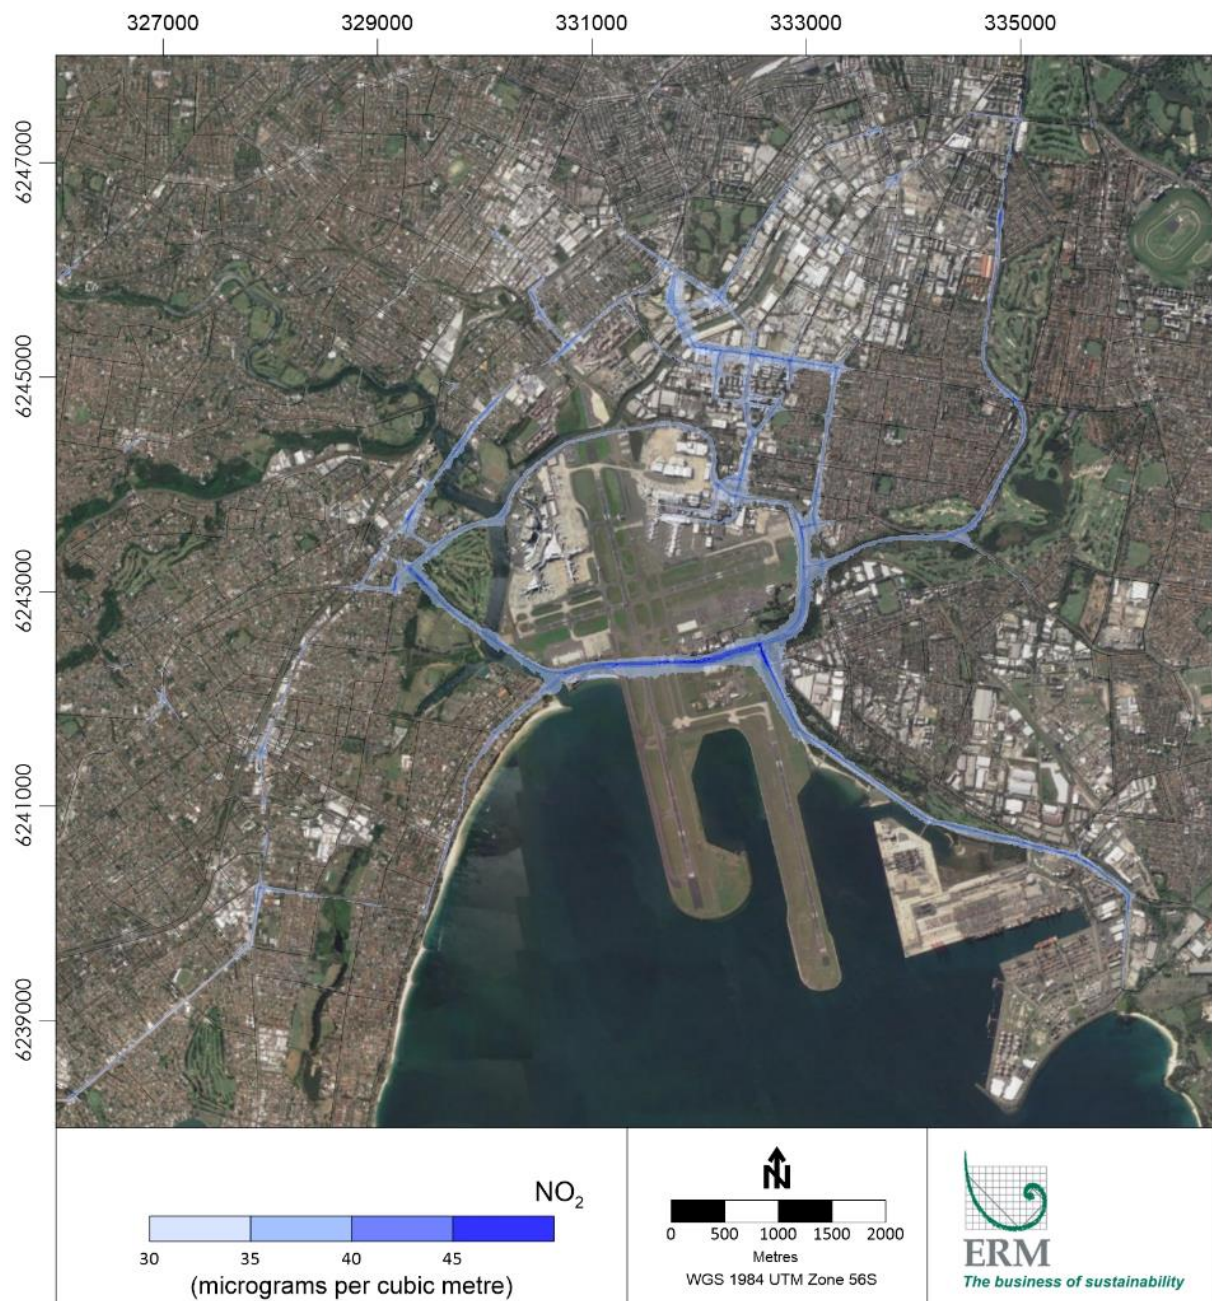 327000 329000 331000 333000 335000
6247000
6245000
6243000
6241000
6239000
NO₂
30 35 40 45
(micrograms per cubic metre)
N
0 500 1000 1500 2000
Metres
WGS 1984 UTM Zone 56S
ERM
The business of sustainability